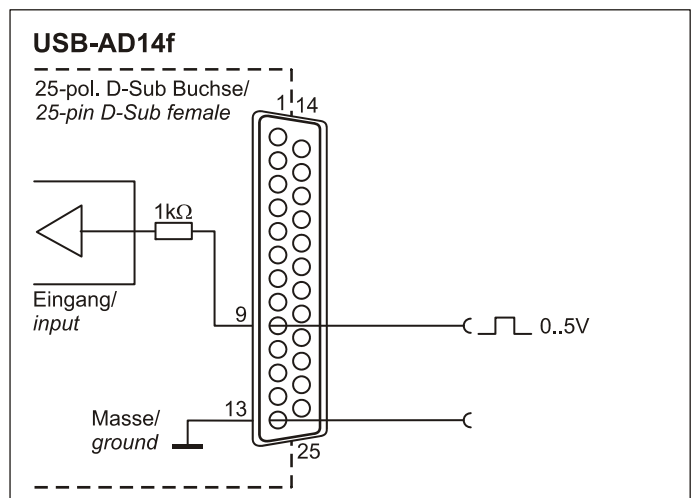 USB-AD14f
25-pol. D-Sub Buchse/
25-pin D-Sub female
1 14
1kΩ
Eingang/
input
9
0..5V
13
Masse/
ground
25